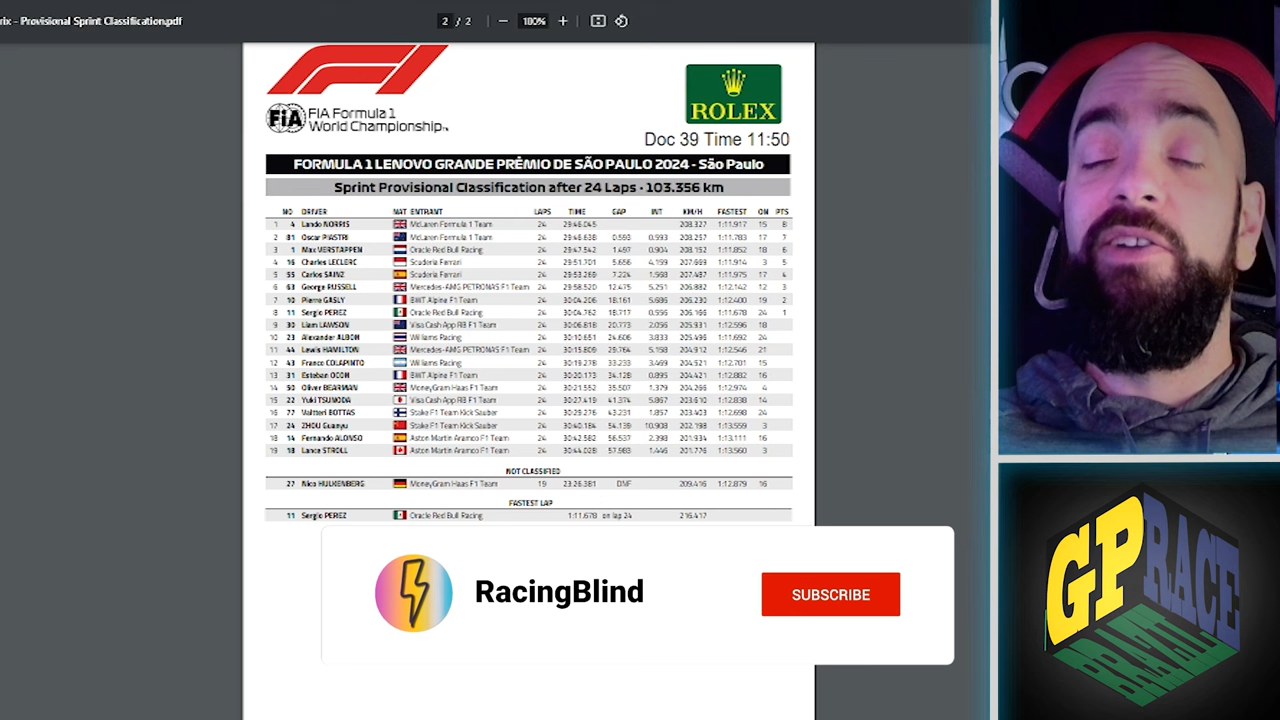 rix - Provisional Sprint Classification.pdf
2 / 2
100%
FIA FIA Formula 1
World Championship
ROLEX
Doc 39 Time 11:50
FORMULA 1 LENOVO GRANDE PRÊMIO DE SÃO PAULO 2024 - São Paulo
Sprint Provisional Classification after 24 Laps · 103.356 km
NO DRIVER NAT ENTRANT LAPS TIME GAP INT KM/H FASTEST ON PTS
1 4 Lando NORRIS McLaren Formula 1 Team 24 29:46.045 208.327 1:11.917 15 8
2 81 Oscar PIASTRI McLaren Formula 1 Team 24 29:46.638 0.593 0.593 208.257 1:11.783 17 7
3 1 Max VERSTAPPEN Oracle Red Bull Racing 24 29:47.542 1.497 0.904 208.152 1:11.852 18 6
4 16 Charles LECLERC Scuderia Ferrari 24 29:51.701 5.656 4.159 207.669 1:11.914 3 5
5 55 Carlos SAINZ Scuderia Ferrari 24 29:53.269 7.224 1.568 207.487 1:11.975 17 4
6 63 George RUSSELL Mercedes-AMG PETRONAS F1 Team 24 29:58.520 12.475 5.251 206.882 1:12.142 12 3
7 10 Pierre GASLY BWT Alpine F1 Team 24 30:04.206 18.161 5.686 206.230 1:12.400 19 2
8 11 Sergio PEREZ Oracle Red Bull Racing 24 30:04.762 18.717 0.556 206.166 1:11.678 24 1
9 30 Liam LAWSON Visa Cash App RB F1 Team 24 30:06.818 20.773 2.056 205.931 1:12.596 18
10 23 Alexander ALBON Williams Racing 24 30:10.651 24.606 3.833 205.496 1:11.692 24
11 44 Lewis HAMILTON Mercedes-AMG PETRONAS F1 Team 24 30:15.809 29.764 5.158 204.912 1:12.546 21
12 43 Franco COLAPINTO Williams Racing 24 30:19.278 33.233 3.469 204.521 1:12.701 15
13 31 Esteban OCON BWT Alpine F1 Team 24 30:20.173 34.128 0.895 204.421 1:12.882 16
14 50 Oliver BEARMAN MoneyGram Haas F1 Team 24 30:21.552 35.507 1.379 204.266 1:12.974 4
15 22 Yuki TSUNODA Visa Cash App RB F1 Team 24 30:27.419 41.374 5.867 203.610 1:12.838 14
16 77 Valtteri BOTTAS Stake F1 Team Kick Sauber 24 30:29.276 43.231 1.857 203.403 1:12.698 24
17 24 ZHOU Guanyu Stake F1 Team Kick Sauber 24 30:40.184 54.139 10.908 202.198 1:13.559 3
18 14 Fernando ALONSO Aston Martin Aramco F1 Team 24 30:42.582 56.537 2.398 201.934 1:13.111 16
19 18 Lance STROLL Aston Martin Aramco F1 Team 24 30:44.028 57.983 1.446 201.776 1:13.560 3
NOT CLASSIFIED
27 Nico HULKENBERG MoneyGram Haas F1 Team 19 23:26.381 DNF 209.416 1:12.879 16
FASTEST LAP
11 Sergio PEREZ Oracle Red Bull Racing 1:11.678 on lap 24 216.417
RacingBlind
SUBSCRIBE
GP RACE
BRAZIL